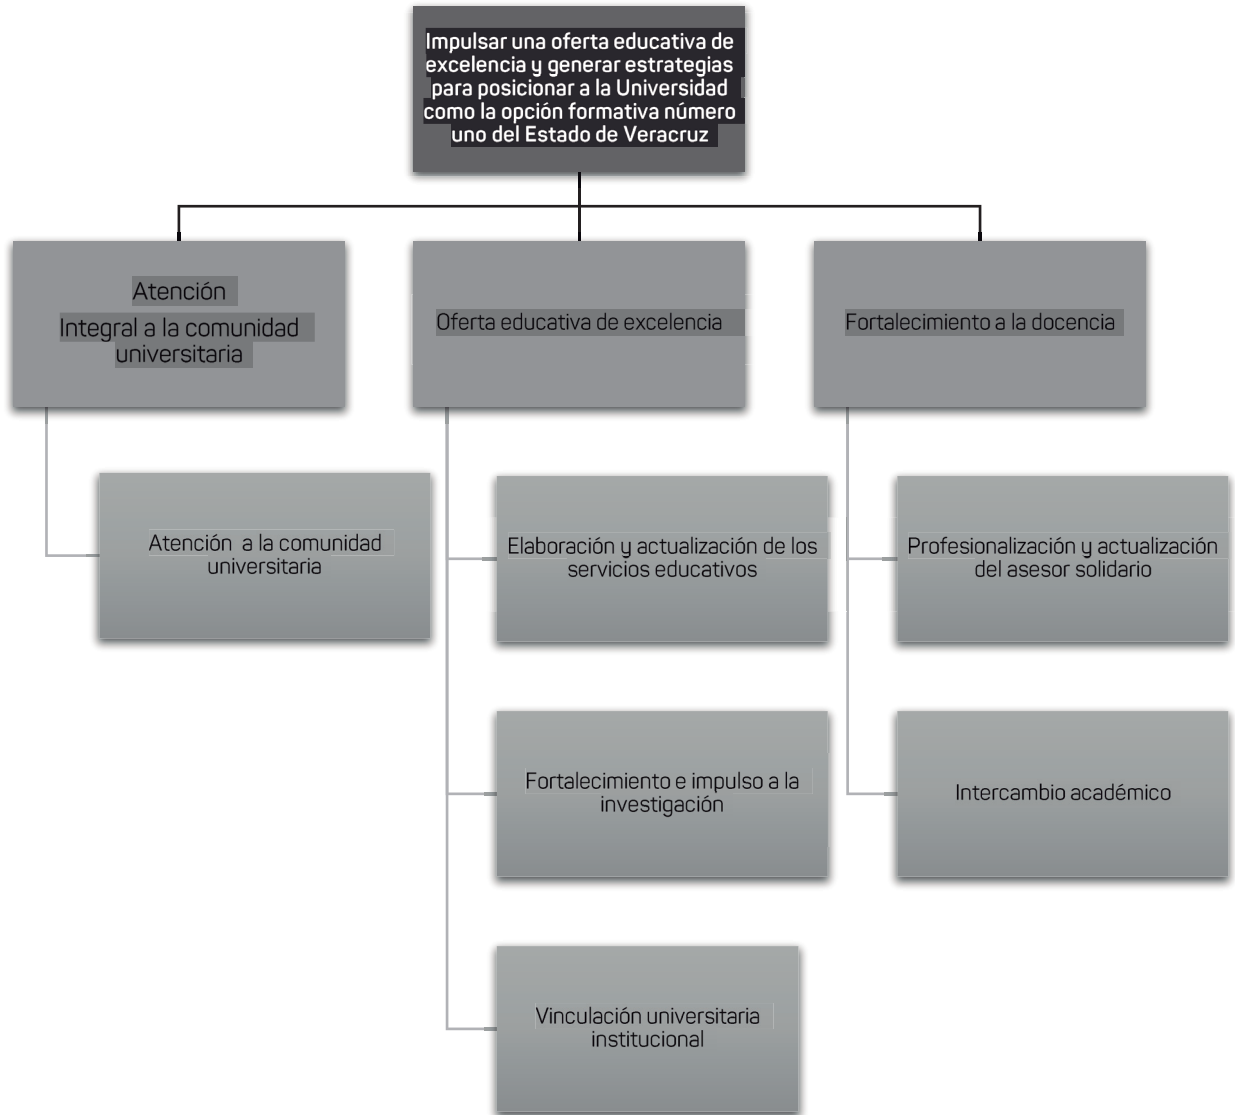 Impulsar una oferta educativa de
excelencia y generar estrategias
para posicionar a la Universidad
como la opción formativa número
uno del Estado de Veracruz
Atención
Integral a la comunidad
universitaria
Oferta educativa de excelencia
Fortalecimiento a la docencia
Atención a la comunidad
universitaria
Elaboración y actualización de los
servicios educativos
Profesionalización y actualización
del asesor solidario
Fortalecimiento e impulso a la
investigación
Intercambio académico
Vinculación universitaria
institucional